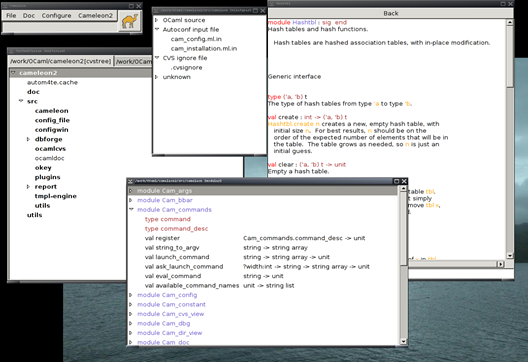 File Doc Configure Cameleon2
/work/OCaml/cameleon2[cvstree]
/work/OCam
cameleon2
autom4te.cache
doc
src
cameleon
config_file
configwin
dbforge
ocamlcvs
ocamldoc
okey
plugins
report
tmpl-engine
utils
utils
OCaml source
Autoconf input file
cam_config.ml.in
cam_installation.ml.in
CVS ignore file
.cvsignore
unknown
Back
module Hashtbl : sig end
Hash tables and hash functions.
Hash tables are hashed association tables, with in-place modification.
Generic interface
type ('a, 'b) t
The type of hash tables from type 'a to type 'b.
val create : int -> ('a, 'b) t
Hashtbl.create n creates a new, empty hash table, with
initial size n. For best results, n should be on the
order of the expected number of elements that will be in
the table. The table grows as needed, so n is just an
initial guess.
val clear : ('a, 'b) t -> unit
Empty a hash table.
table tbl.
t simply
move tbl x,
d.
in tbl
module Cam_args
module Cam_bbar
module Cam_commands
type command
type command_desc
val register Cam_commands.command_desc -> unit
val string_to_argv string -> string array
val launch_command string -> string array -> unit
val ask_launch_command ?width:int -> string -> string array -> unit
val eval_command string -> unit
val available_command_names unit -> string list
module Cam_config
module Cam_constant
module Cam_cvs_view
module Cam_dbg
module Cam_dir_view
module Cam_doc